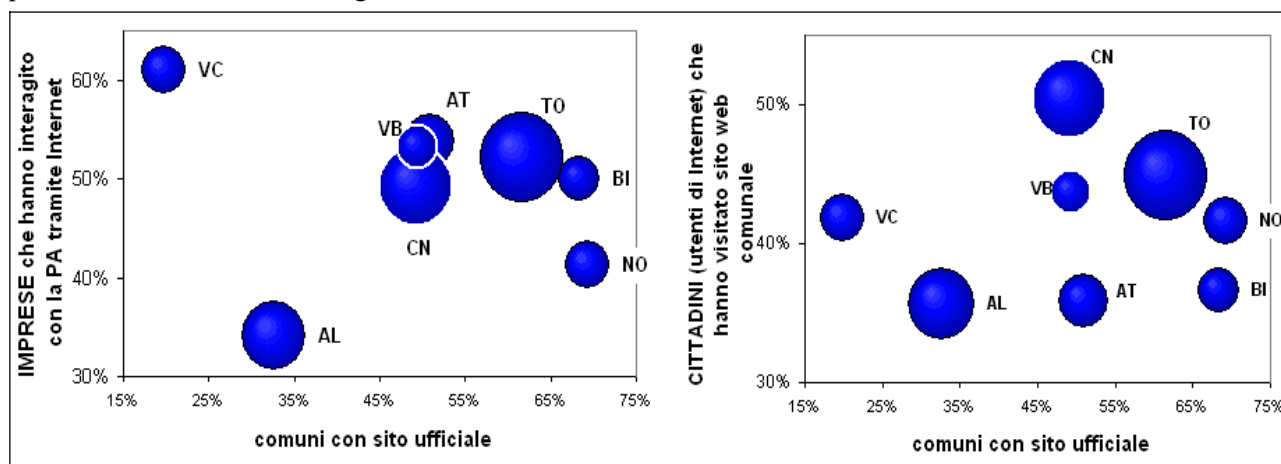 IMPRESE che hanno interagito
con la PA tramite Internet
60%
50%
40%
30%
VC
AT
VB
TO
BI
CN
NO
AL
15%
25%
35%
45%
55%
65%
75%
comuni con sito ufficiale
CITTADINI (utenti di Internet) che
hanno visitato sito web
comunale
50%
40%
30%
CN
TO
VB
VC
NO
AL
AT
BI
15%
25%
35%
45%
55%
65%
75%
comuni con sito ufficiale